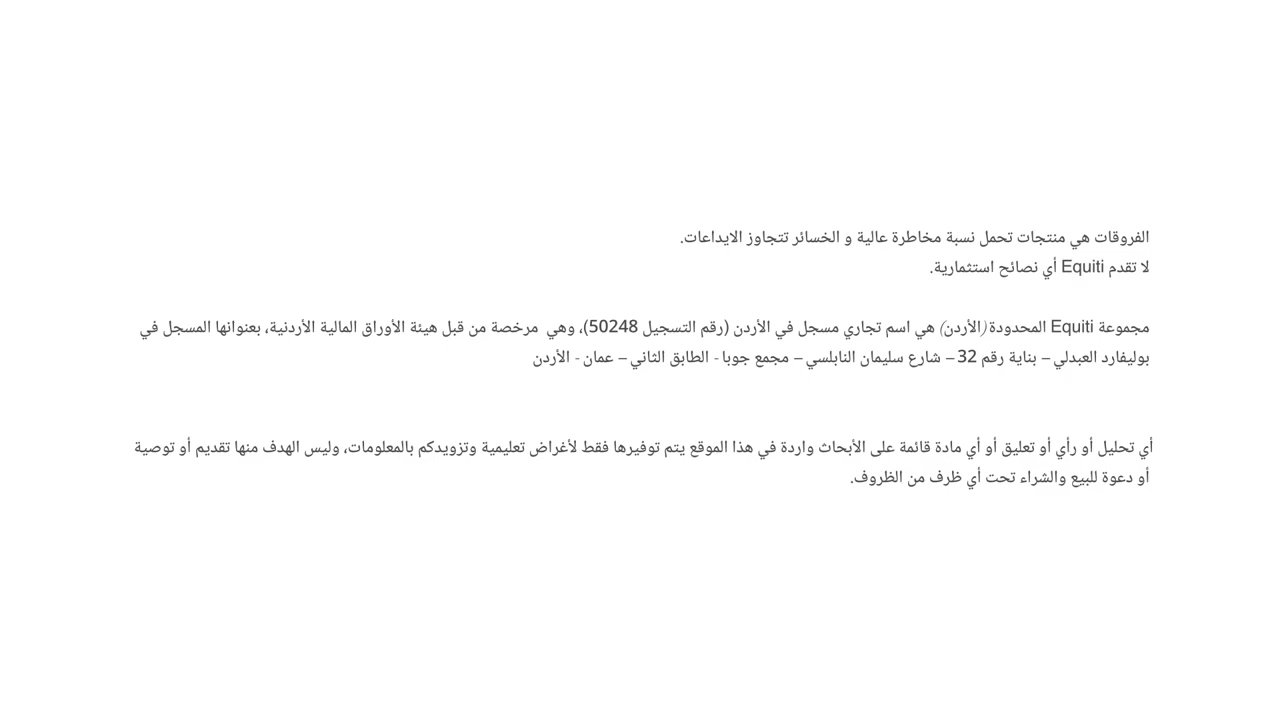 الفروقات هي منتجات تحمل نسبة مخاطرة عالية و الخسائر تتجاوز الايداعات.
لا تقدم Equiti أي نصائح استثمارية.
مجموعة Equiti المحدودة (الأردن) هي اسم تجاري مسجل في الأردن (رقم التسجيل 50248)، وهي مرخصة من قبل هيئة الأوراق المالية الأردنية، بعنوانها المسجل في
بوليفارد العبدلي – بناية رقم 32 – شارع سليمان النابلسي – مجمع جوبا - الطابق الثاني – عمان - الأردن
أي تحليل أو رأي أو تعليق أو أي مادة قائمة على الأبحاث واردة في هذا الموقع يتم توفيرها فقط لأغراض تعليمية وتزويدكم بالمعلومات، وليس الهدف منها تقديم أو توصية
أو دعوة للبيع والشراء تحت أي ظرف من الظروف.